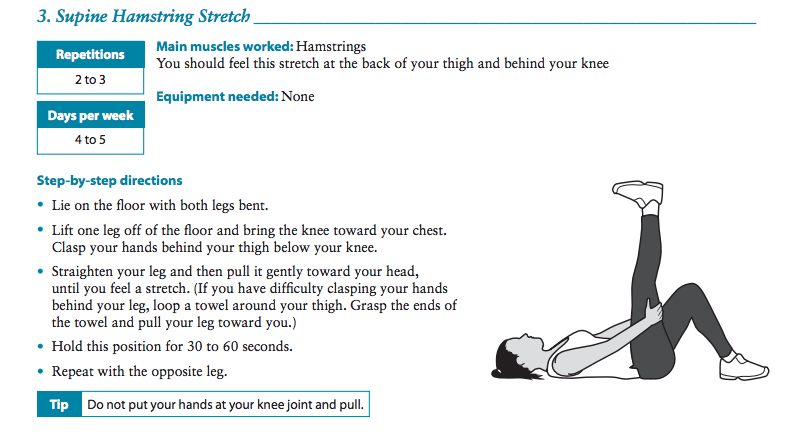 3. Supine Hamstring Stretch
Repetitions
2 to 3
Days per week
4 to 5
Main muscles worked: Hamstrings
You should feel this stretch at the back of your thigh and behind your knee
Equipment needed: None
Step-by-step directions
• Lie on the floor with both legs bent.
• Lift one leg off of the floor and bring the knee toward your chest.
Clasp your hands behind your thigh below your knee.
• Straighten your leg and then pull it gently toward your head,
until you feel a stretch. (If you have difficulty clasping your hands
behind your leg, loop a towel around your thigh. Grasp the ends of
the towel and pull your leg toward you.)
• Hold this position for 30 to 60 seconds.
• Repeat with the opposite leg.
Tip Do not put your hands at your knee joint and pull.